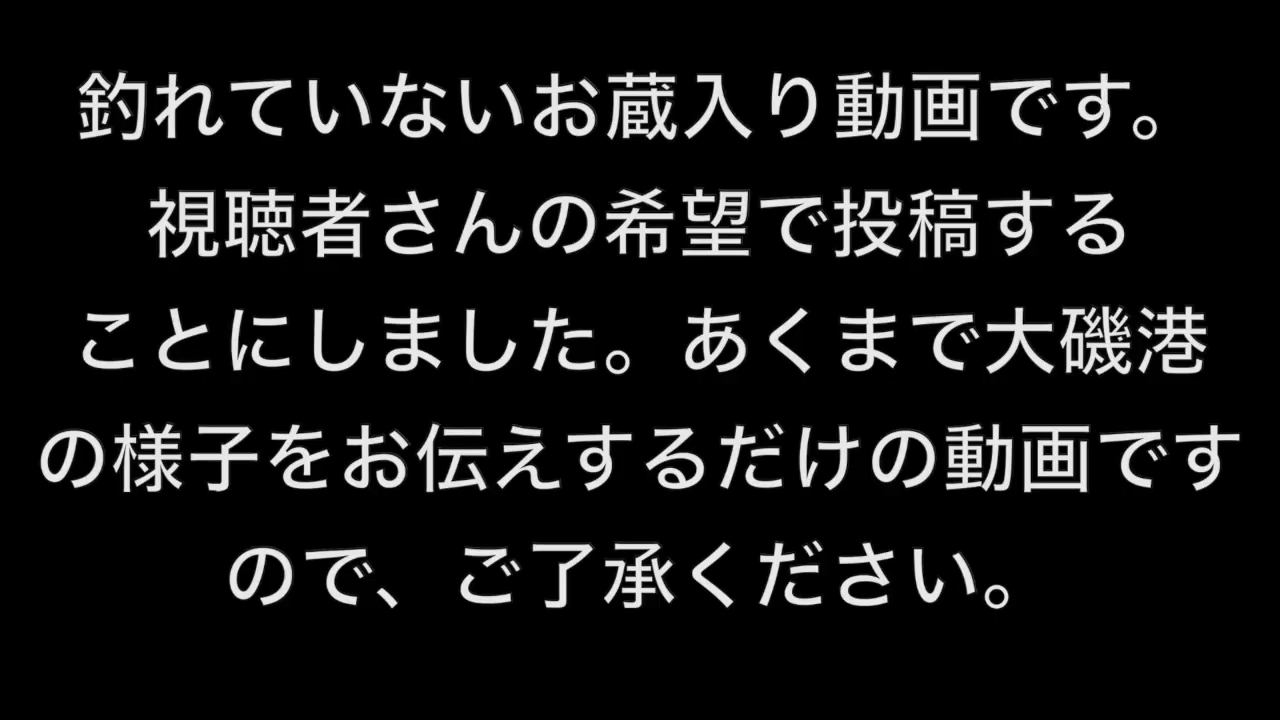 釣れていないお蔵入り動画です。
視聴者さんの希望で投稿する
ことにしました。あくまで大磯港
の様子をお伝えするだけの動画です
ので、ご了承ください。